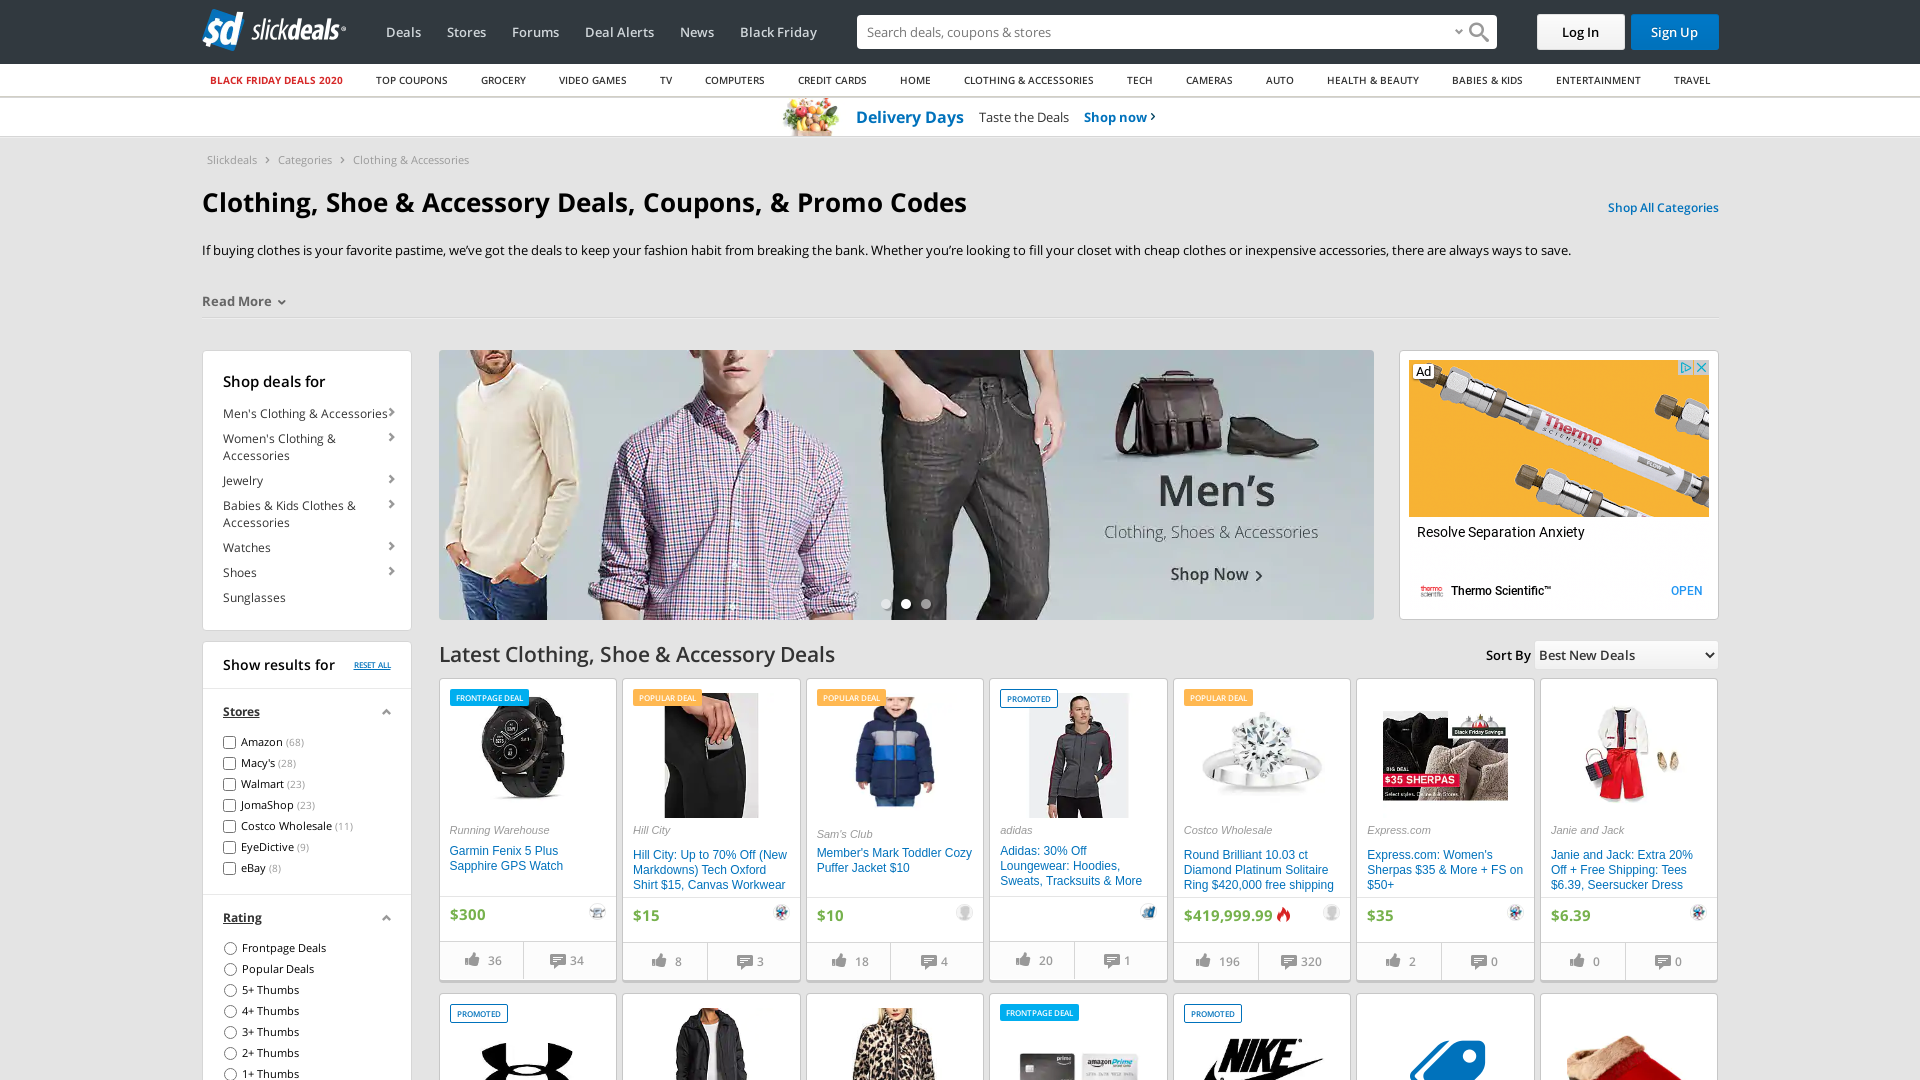 slickdeals
Deals
Stores
Forums
Deal Alerts
News
Black Friday
Search deals, coupons & stores
Log In
Sign Up
BLACK FRIDAY DEALS 2020
TOP COUPONS
GROCERY
VIDEO GAMES
TV
COMPUTERS
CREDIT CARDS
HOME
CLOTHING & ACCESSORIES
TECH
CAMERAS
AUTO
HEALTH & BEAUTY
BABIES & KIDS
ENTERTAINMENT
TRAVEL
Delivery Days Taste the Deals Shop now
Slickdeals > Categories > Clothing & Accessories
Clothing, Shoe & Accessory Deals, Coupons, & Promo Codes
Shop All Categories
If buying clothes is your favorite pastime, we've got the deals to keep your fashion habit from breaking the bank. Whether you're looking to fill your closet with cheap clothes or inexpensive accessories, there are always ways to save.
Read More
Shop deals for
Men's Clothing & Accessories
Women's Clothing &
Accessories
Jewelry
Babies & Kids Clothes &
Accessories
Watches
Shoes
Sunglasses
Men's
Clothing, Shoes & Accessories
Shop Now
Ad
Thermo
SCIENTIFIC
FLOW
Resolve Separation Anxiety
thermo
scientific
Thermo Scientific™
OPEN
Show results for
RESET ALL
Stores
Amazon (68)
Macy's (28)
Walmart (23)
JomaShop (23)
Costco Wholesale (11)
EyeDictive (9)
eBay (8)
Rating
Frontpage Deals
Popular Deals
5+ Thumbs
4+ Thumbs
3+ Thumbs
2+ Thumbs
1+ Thumbs
Latest Clothing, Shoe & Accessory Deals
Sort By
Best New Deals
FRONTPAGE DEAL
Running Warehouse
Garmin Fenix 5 Plus
Sapphire GPS Watch
$300
36
34
POPULAR DEAL
Hill City
Hill City: Up to 70% Off (New
Markdowns) Tech Oxford
Shirt $15, Canvas Workwear
$15
8
3
POPULAR DEAL
Sam's Club
Member's Mark Toddler Cozy
Puffer Jacket $10
$10
18
4
PROMOTED
adidas
Adidas: 30% Off
Loungewear: Hoodies,
Sweats, Tracksuits & More
20
1
POPULAR DEAL
Costco Wholesale
Round Brilliant 10.03 ct
Diamond Platinum Solitaire
Ring $420,000 free shipping
$419,999.99
196
320
Black Friday Savings
BIG DEAL
$35 SHERPAS
Express.com
Express.com: Women's
Sherpas $35 & More + FS on
$50+
$35
2
0
Janie and Jack
Janie and Jack: Extra 20%
Off + Free Shipping: Tees
$6.39, Seersucker Dress
$6.39
0
0
PROMOTED
FRONTPAGE DEAL
prime
amazonPrime
PROMOTED
NIKE